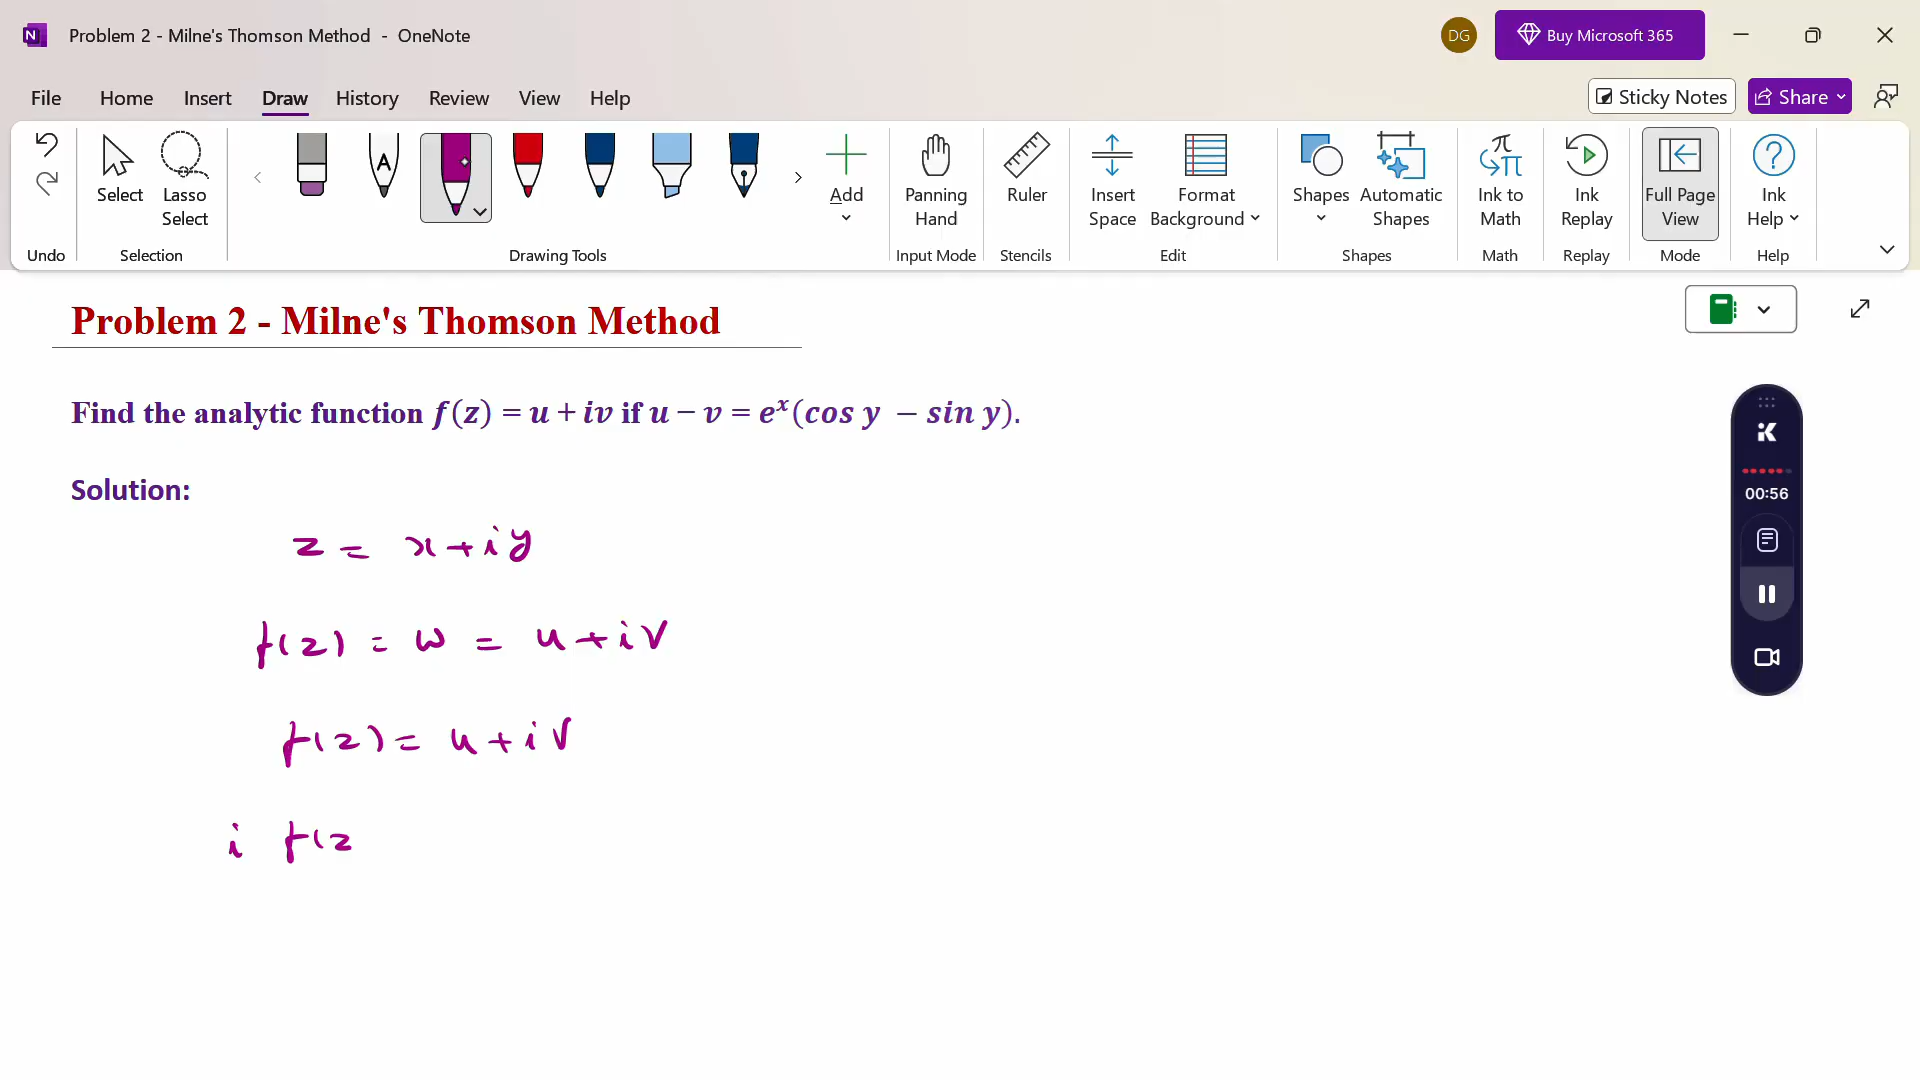 Problem 2 - Milne's Thomson Method - OneNote
DG
Buy Microsoft 365
File Home Insert Draw History Review View Help
Sticky Notes
Share
A
Select
Lasso Select
Add
Panning Hand
Ruler
Insert Space
Format Background
Shapes
Automatic Shapes
Ink to Math
Ink Replay
Full Page View
Ink Help
Undo Selection Drawing Tools Input Mode Stencils Edit Shapes Math Replay Mode Help
Problem 2 - Milne's Thomson Method
Find the analytic function f(z) = u + iv if u − v = e^x(cos y − sin y).
Solution:
00:56
z = x+iy
f(z) = w = u+iv
f(z) = u+iv
i f(z